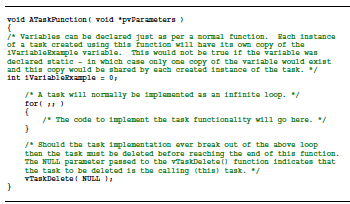 void ATaskFunction( void *pvParameters )
{
/* Variables can be declared just as per a normal function.  Each instance
of a task created using this function will have its own copy of the
iVariableExample variable.  This would not be true if the variable was
declared static - in which case only one copy of the variable would exist
and this copy would be shared by each created instance of the task. */
int iVariableExample = 0;

    /* A task will normally be implemented as an infinite loop. */
    for( ;; )
    {
        /* The code to implement the task functionality will go here. */
    }

    /* Should the task implementation ever break out of the above loop
    then the task must be deleted before reaching the end of this function.
    The NULL parameter passed to the vTaskDelete() function indicates that
    the task to be deleted is the calling (this) task. */
    vTaskDelete( NULL );
}